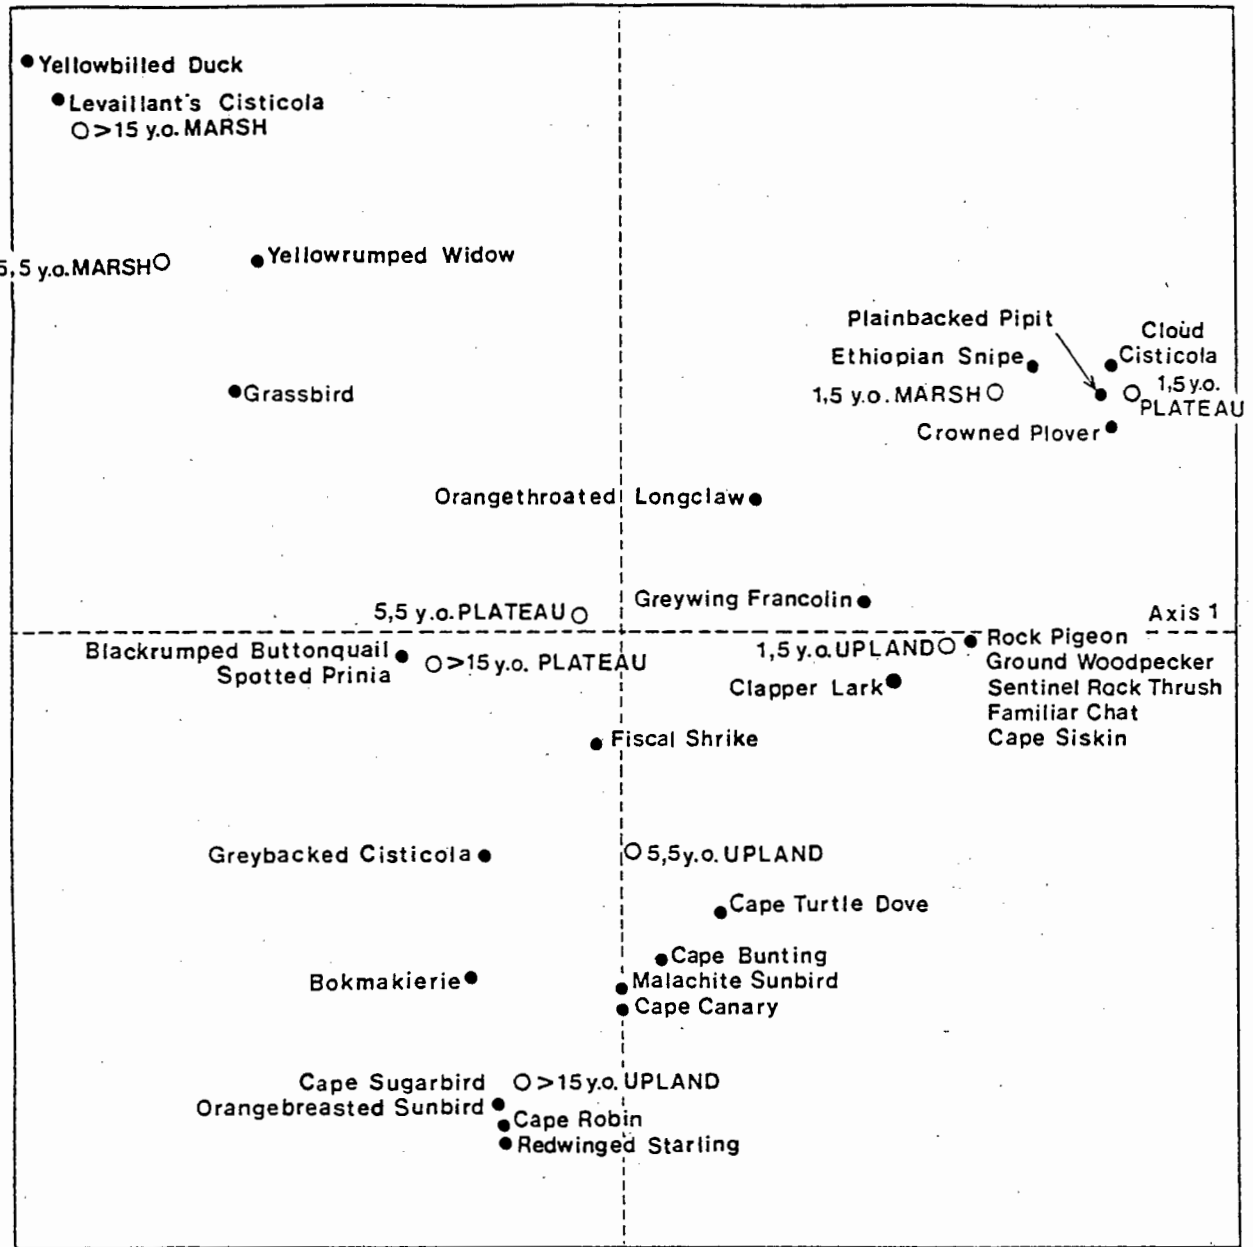 Yellowbilled Duck
Levaillant's Cisticola
>15 y.o. MARSH
5,5 y.o. MARSH
Yellowrumped Widow
Plainbacked Pipit
Cloud
Cisticola
Ethiopian Snipe
1,5 y.o. MARSH
1,5 y.o.
PLATEAU
Grassbird
Crowned Plover
Orangethroated Longclaw
5,5 y.o. PLATEAU
Greywing Francolin
Axis 1
Blackrumped Buttonquail
Spotted Prinia
>15 y.o. PLATEAU
1,5 y.o. UPLAND
Rock Pigeon
Ground Woodpecker
Sentinel Rock Thrush
Familiar Chat
Cape Siskin
Clapper Lark
Fiscal Shrike
Greybacked Cisticola
5,5 y.o. UPLAND
Cape Turtle Dove
Cape Bunting
Bokmakierie
Malachite Sunbird
Cape Canary
Cape Sugarbird
>15 y.o. UPLAND
Orangebreasted Sunbird
Cape Robin
Redwinged Starling